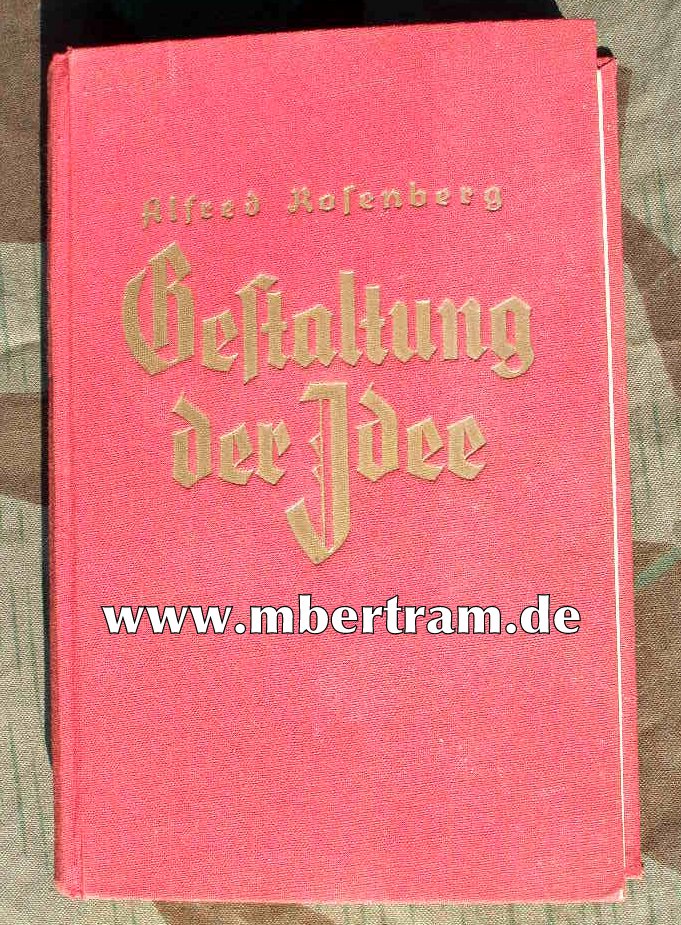 Alfred Roſenberg
Geſtaltung
der Idee
www.mbertram.de